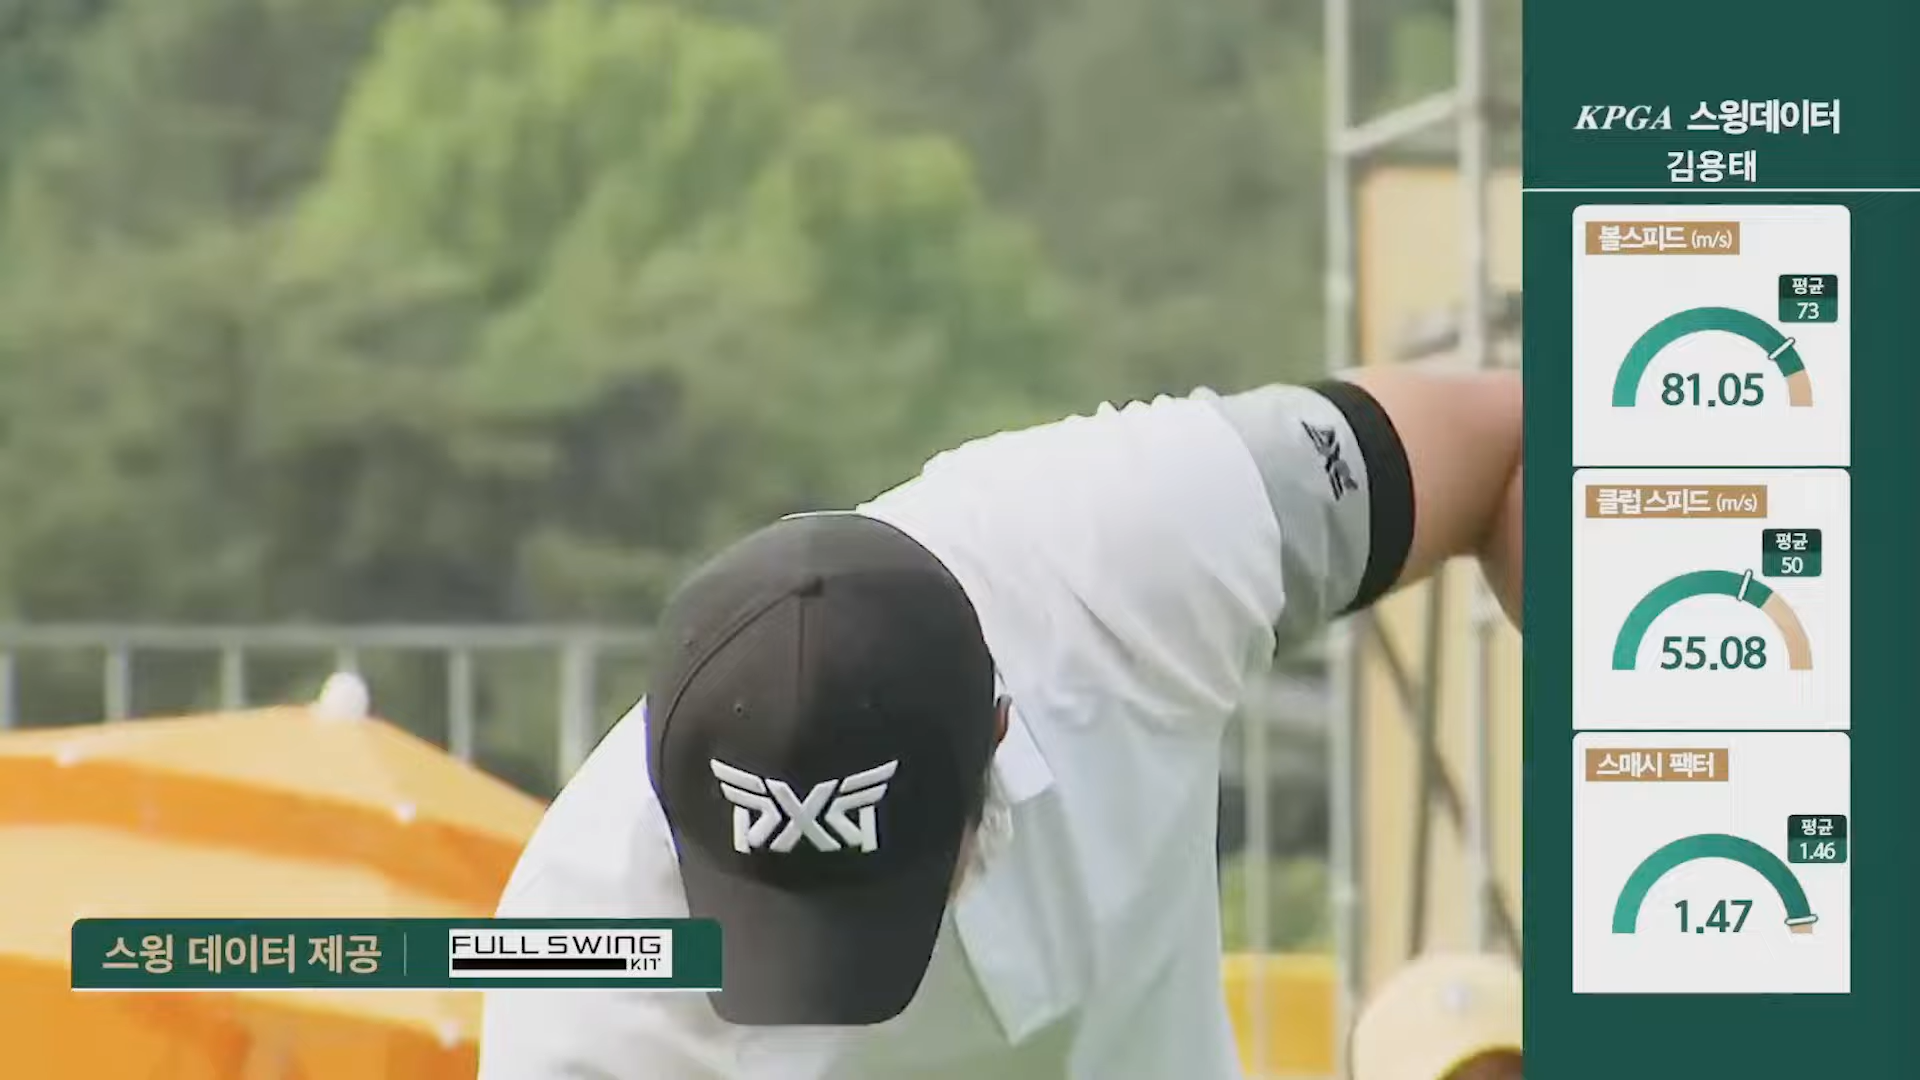 KPGA 스윙데이터
김용태
볼스피드 (m/s)
평균
73
81.05
클럽 스피드 (m/s)
평균
50
55.08
스매시 팩터
평균
1.46
1.47
PXG
PXG
스윙 데이터 제공
FULL SWING
KIT